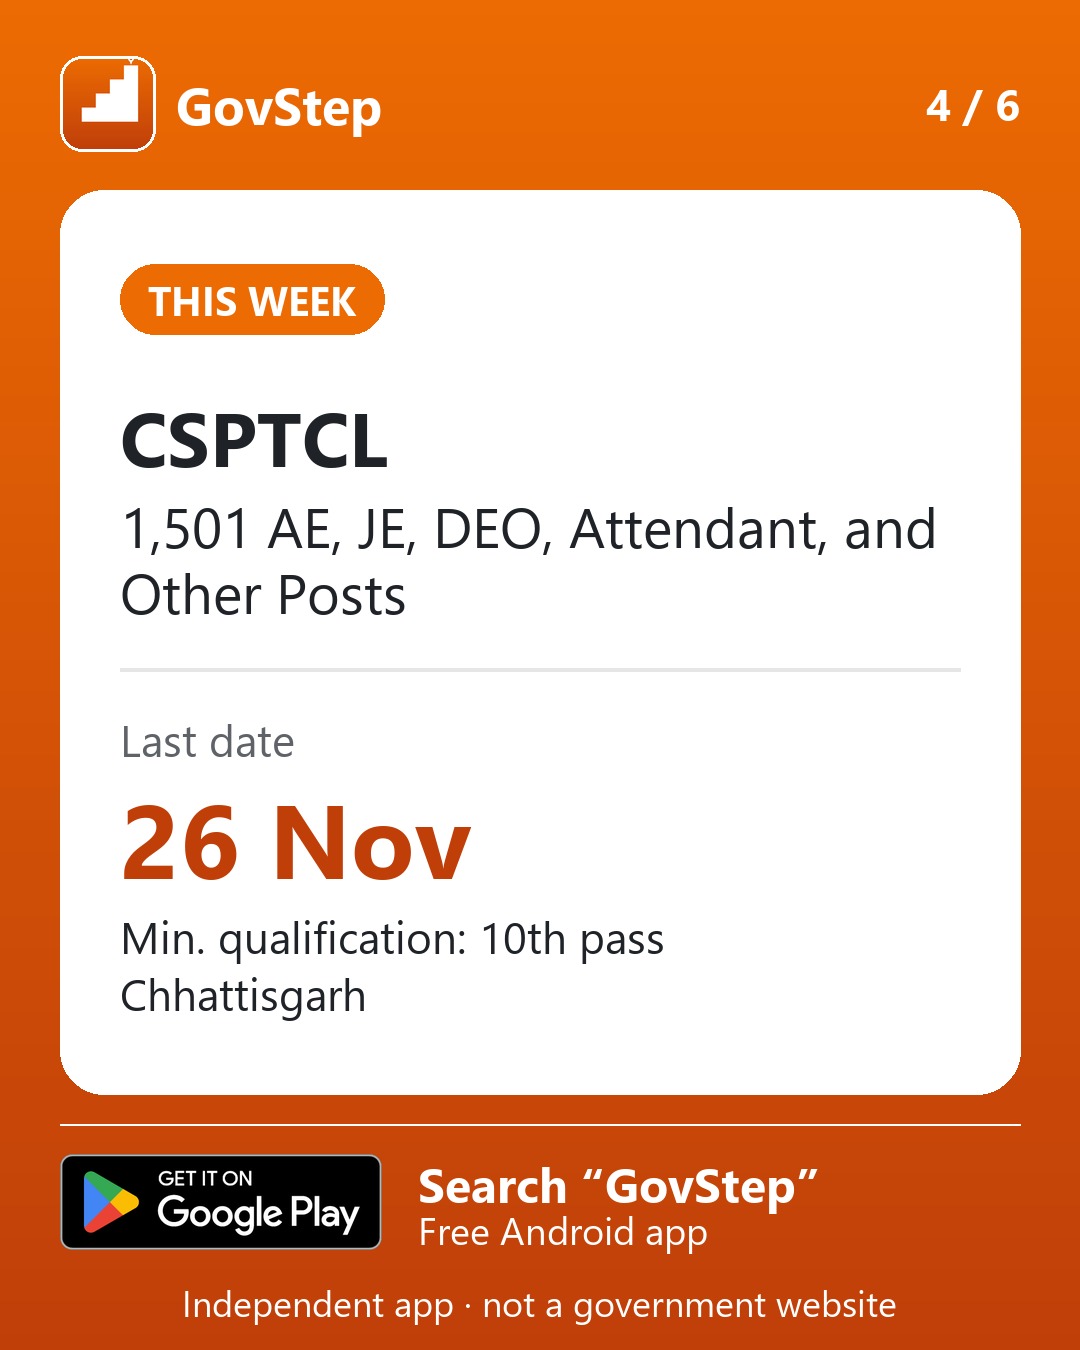 GovStep
4 / 6
THIS WEEK
CSPTCL
1,501 AE, JE, DEO, Attendant, and
Other Posts
Last date
26 Nov
Min. qualification: 10th pass
Chhattisgarh
GET IT ON
Google Play
Search “GovStep”
Free Android app
Independent app · not a government website